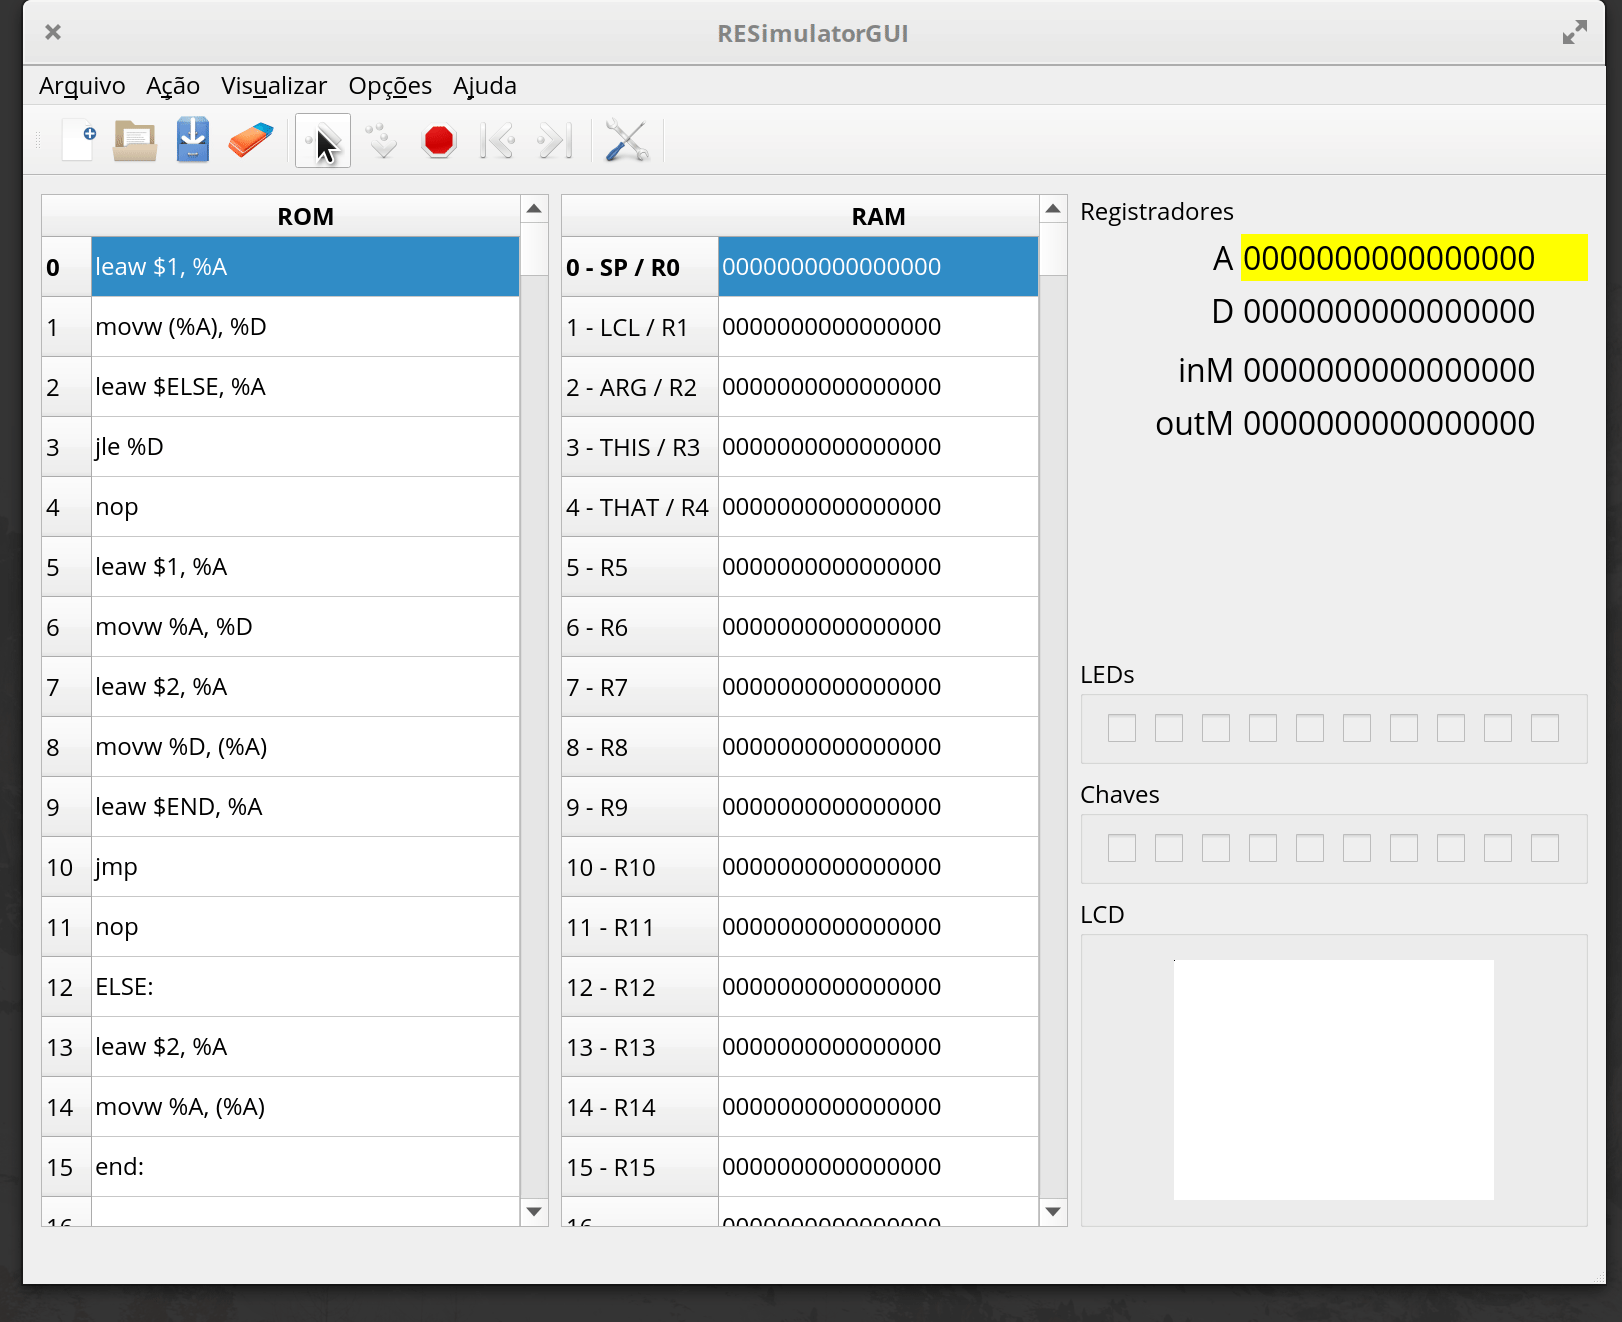 RESimulatorGUI
Arquivo Ação Visualizar Opções Ajuda
ROM
0 leaw $1, %A
1 movw (%A), %D
2 leaw $ELSE, %A
3 jle %D
4 nop
5 leaw $1, %A
6 movw %A, %D
7 leaw $2, %A
8 movw %D, (%A)
9 leaw $END, %A
10 jmp
11 nop
12 ELSE:
13 leaw $2, %A
14 movw %A, (%A)
15 end:
16
RAM
0 - SP / R0 0000000000000000
1 - LCL / R1 0000000000000000
2 - ARG / R2 0000000000000000
3 - THIS / R3 0000000000000000
4 - THAT / R4 0000000000000000
5 - R5 0000000000000000
6 - R6 0000000000000000
7 - R7 0000000000000000
8 - R8 0000000000000000
9 - R9 0000000000000000
10 - R10 0000000000000000
11 - R11 0000000000000000
12 - R12 0000000000000000
13 - R13 0000000000000000
14 - R14 0000000000000000
15 - R15 0000000000000000
16 0000000000000000
Registradores
A 0000000000000000
D 0000000000000000
inM 0000000000000000
outM 0000000000000000
LEDs
Chaves
LCD